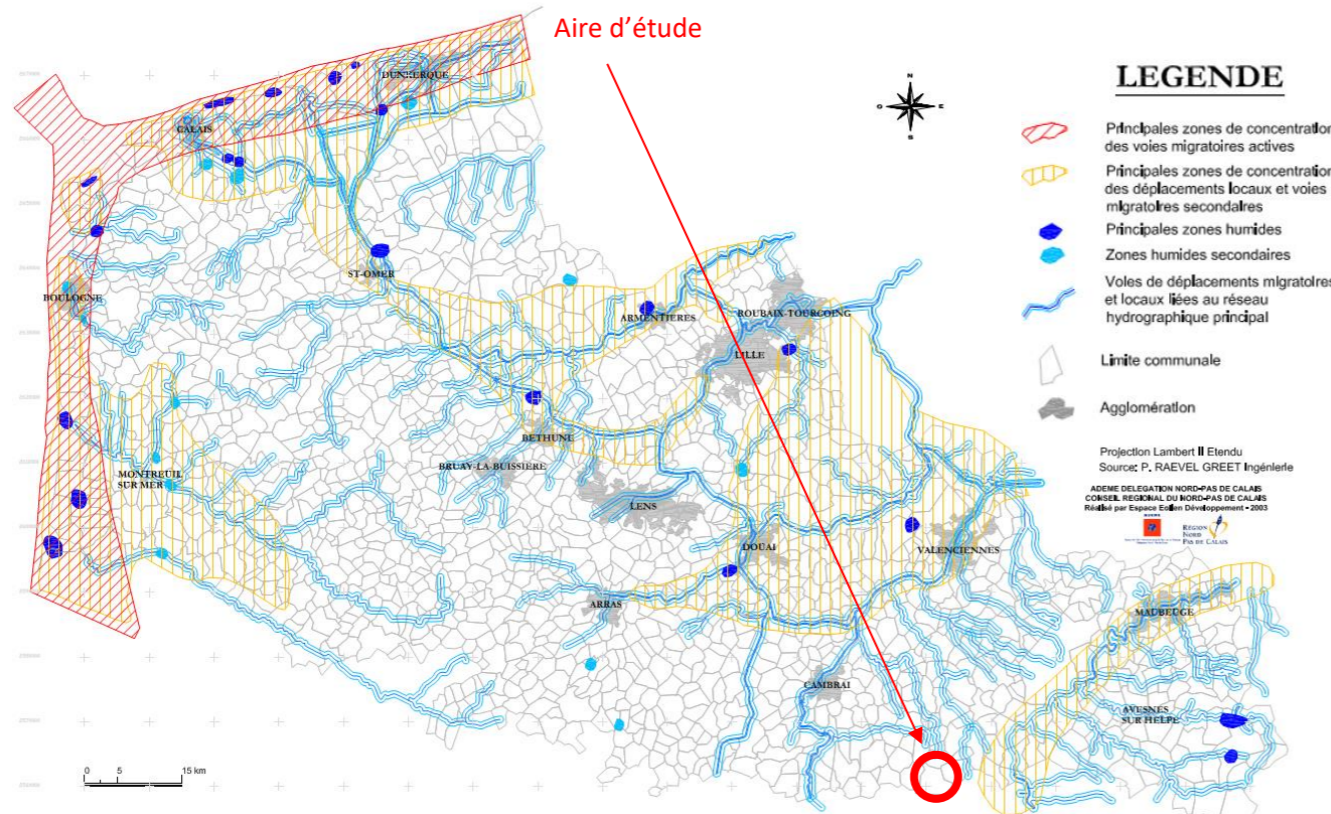 Aire d’étude
LEGENDE
Principales zones de concentration
des voies migratoires actives
Principales zones de concentration
des déplacements locaux et voies
migratoires secondaires
Principales zones humides
Zones humides secondaires
Voies de déplacements migratoires
et locaux liées au réseau
hydrographique principal
Limite communale
Agglomération
Projection Lambert II Etendu
Source: P. RAEVEL GREET Ingénierie
ADEME DELEGATION NORD-PAS DE CALAIS
CONSEIL REGIONAL DU NORD-PAS DE CALAIS
Réalisé par Espace Eolien Développement - 2003
RÉGION
NORD
PAS DE CALAIS
N
O
E
S
DUNKERQUE
CALAIS
ST-OMER
BOULOGNE
ARMENTIERES
ROUBAIX-TOURCOING
LILLE
BETHUNE
BRUAY-LA-BUISSIERE
MONTREUIL
SUR MER
LENS
DOUAI
VALENCIENNES
ARRAS
MAUBEUGE
CAMBRAI
AVESNES
SUR HELPE
0 5 15 km